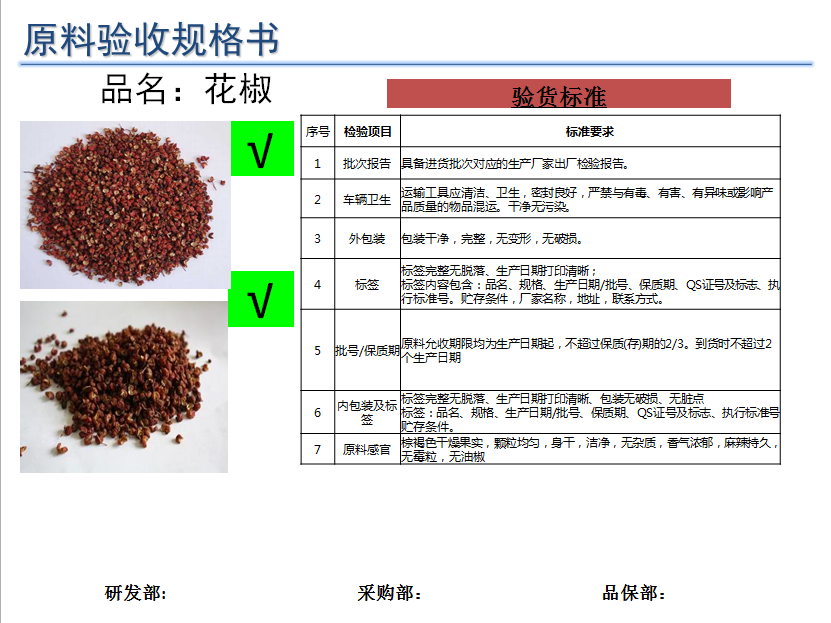 原料验收规格书
品名：花椒
验货标准
√
√
序号 检验项目 标准要求
1 批次报告 具备进货批次对应的生产厂家出厂检验报告。
2 车辆卫生 运输工具应清洁、卫生，密封良好，严禁与有毒、有害、有异味或影响产
品质量的物品混运。干净无污染。
3 外包装 包装干净，完整，无变形，无破损。
4 标签 标签完整无脱落、生产日期打印清晰；
标签内容包含：品名、规格、生产日期/批号、保质期、QS证号及标志、执
行标准号。贮存条件，厂家名称，地址，联系方式。
5 批号/保质期 原料允收期限均为生产日期起，不超过保质(存)期的2/3。到货时不超过2
个生产日期
6 内包装及标
签
标签完整无脱落、生产日期打印清晰、包装无破损、无脏点
标签：品名、规格、生产日期/批号、保质期、QS证号及标志、执行标准号
贮存条件。
7 原料感官 棕褐色干燥果实，颗粒均匀，身干，洁净，无杂质，香气浓郁，麻辣持久，
无霉粒，无油椒
研发部:
采购部：
品保部：